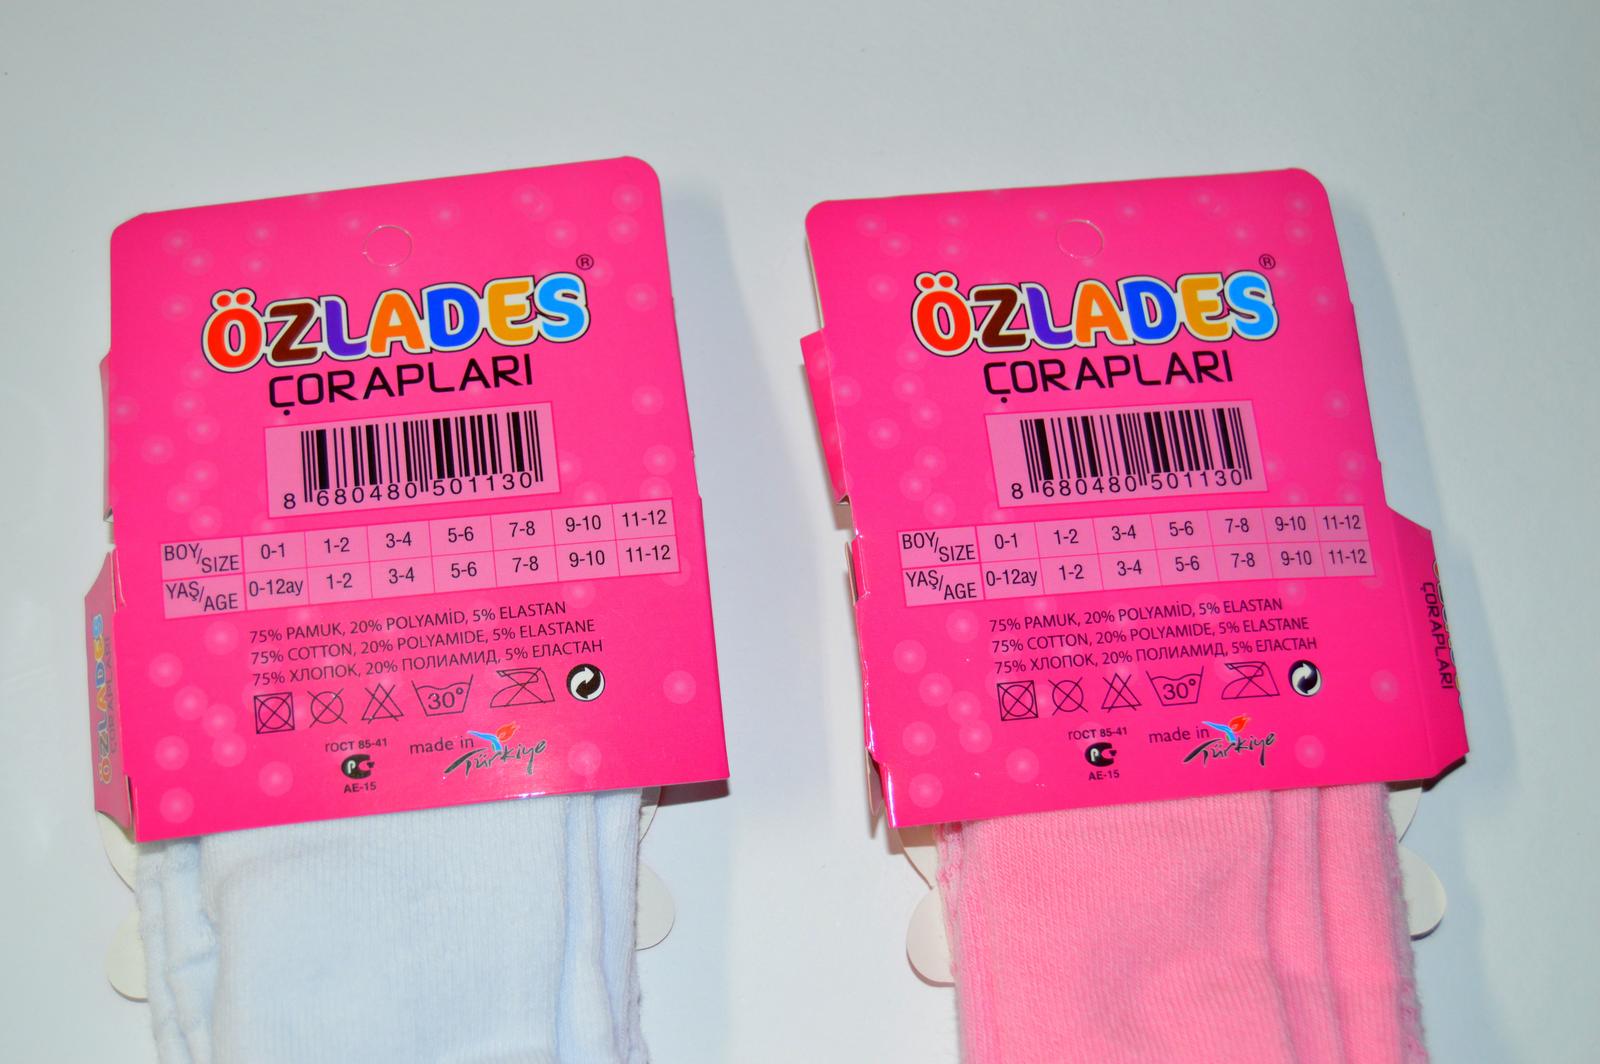 ÖZLADES®
ÇORAPLARI
8 680480 501130
BOY/SIZE 0-1 1-2 3-4 5-6 7-8 9-10 11-12
YAŞ/AGE 0-12ay 1-2 3-4 5-6 7-8 9-10 11-12
75% PAMUK, 20% POLYAMİD, 5% ELASTAN
75% COTTON, 20% POLYAMIDE, 5% ELASTANE
75% ХЛОПОК, 20% ПОЛИАМИД, 5% ЕЛАСТАН
30°
ГОСТ 85-41
made in Türkiye
АЕ-15
ÖZLADES
ÇORAPLARI
ÖZLADES®
ÇORAPLARI
8 680480 501130
BOY/SIZE 0-1 1-2 3-4 5-6 7-8 9-10 11-12
YAŞ/AGE 0-12ay 1-2 3-4 5-6 7-8 9-10 11-12
75% PAMUK, 20% POLYAMİD, 5% ELASTAN
75% COTTON, 20% POLYAMIDE, 5% ELASTANE
75% ХЛОПОК, 20% ПОЛИАМИД, 5% ЕЛАСТАН
30°
ГОСТ 85-41
made in Türkiye
АЕ-15
ÇORAPLARI